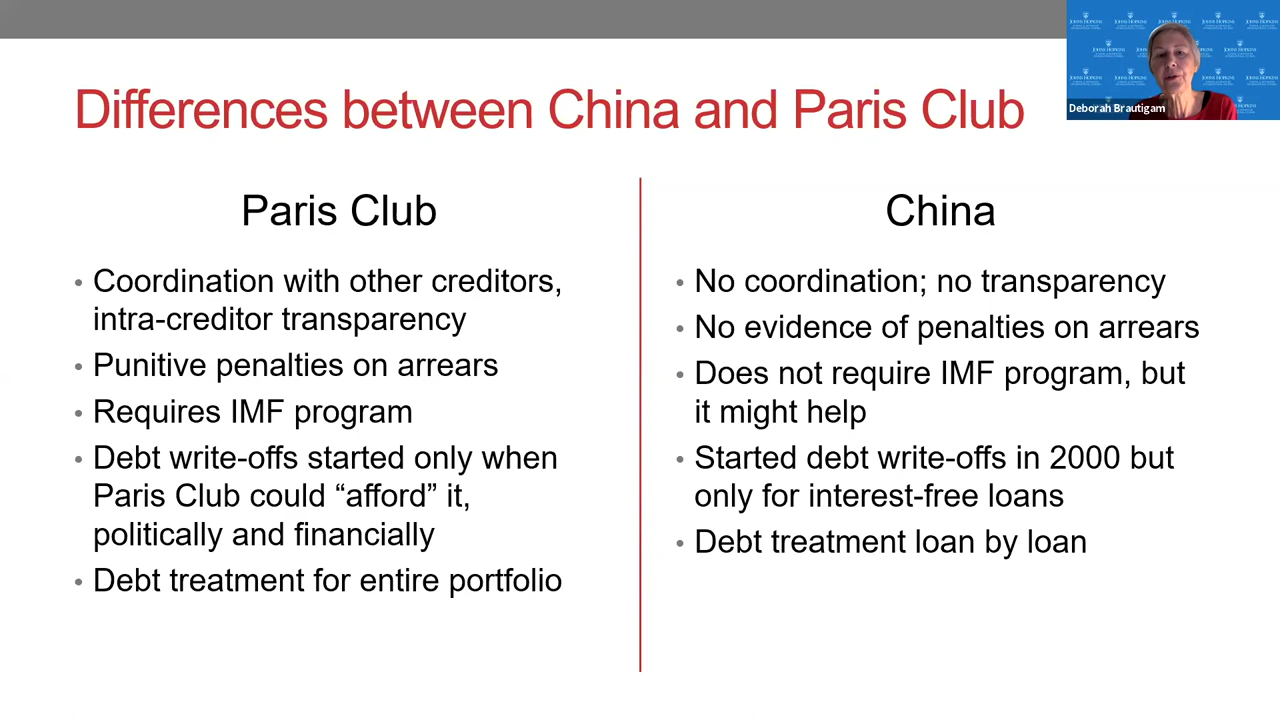 Differences between China and Paris Club
Deborah Brautigam
Paris Club
• Coordination with other creditors,
intra-creditor transparency
• Punitive penalties on arrears
• Requires IMF program
• Debt write-offs started only when
Paris Club could “afford” it,
politically and financially
• Debt treatment for entire portfolio
China
• No coordination; no transparency
• No evidence of penalties on arrears
• Does not require IMF program, but
it might help
• Started debt write-offs in 2000 but
only for interest-free loans
• Debt treatment loan by loan
JOHNS HOPKINS